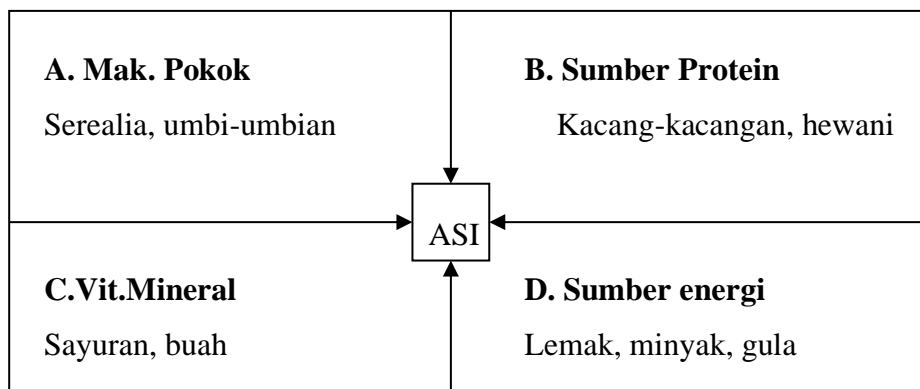 A. Mak. Pokok
Serealia, umbi-umbian
B. Sumber Protein
Kacang-kacangan, hewani
ASI
C.Vit.Mineral
Sayuran, buah
D. Sumber energi
Lemak, minyak, gula